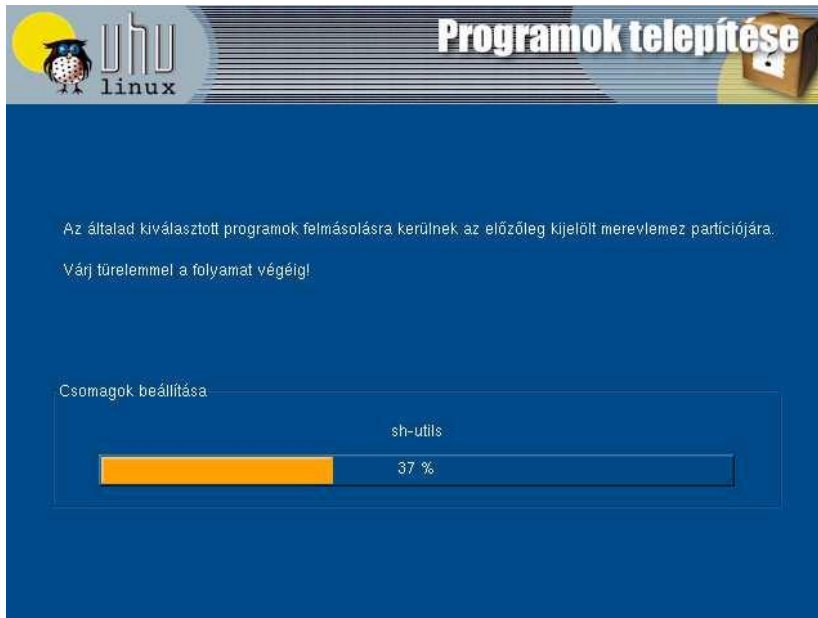 uhu
linux
Programok telepítése
Az általad kiválasztott programok felmásolásra kerülnek az előzőleg kijelölt merevlemez partíciójára.
Várj türelemmel a folyamat végéig!
Csomagok beállítása
sh-utils
37 %